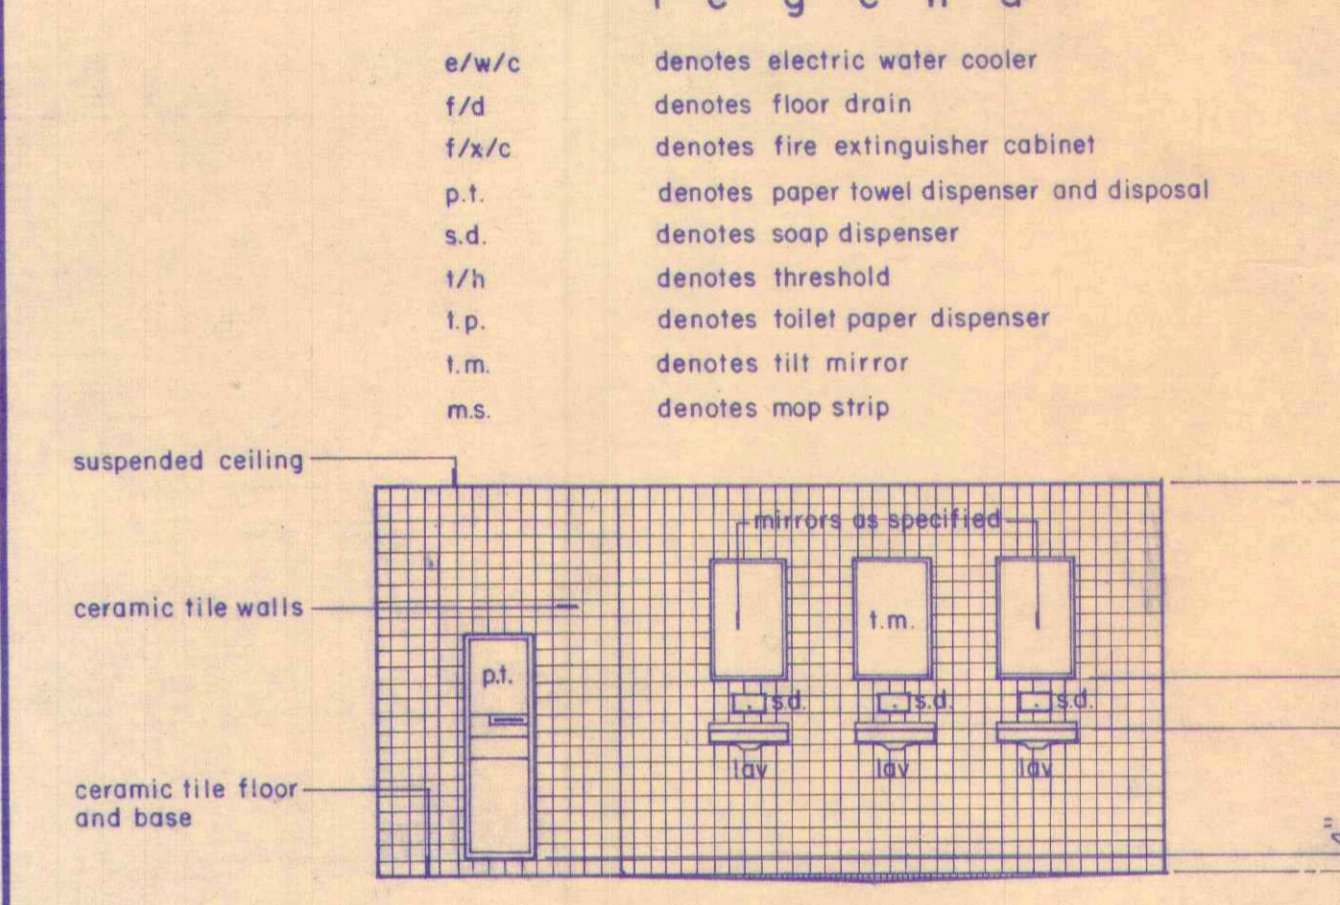 legend
e/w/c denotes electric water cooler
f/d denotes floor drain
f/x/c denotes fire extinguisher cabinet
p.t. denotes paper towel dispenser and disposal
s.d. denotes soap dispenser
t/h denotes threshold
t.p. denotes toilet paper dispenser
t.m. denotes tilt mirror
m.s. denotes mop strip
suspended ceiling
mirrors as specified
ceramic tile walls
t.m.
p.t.
s.d. s.d. s.d.
lav lav lav
ceramic tile floor
and base